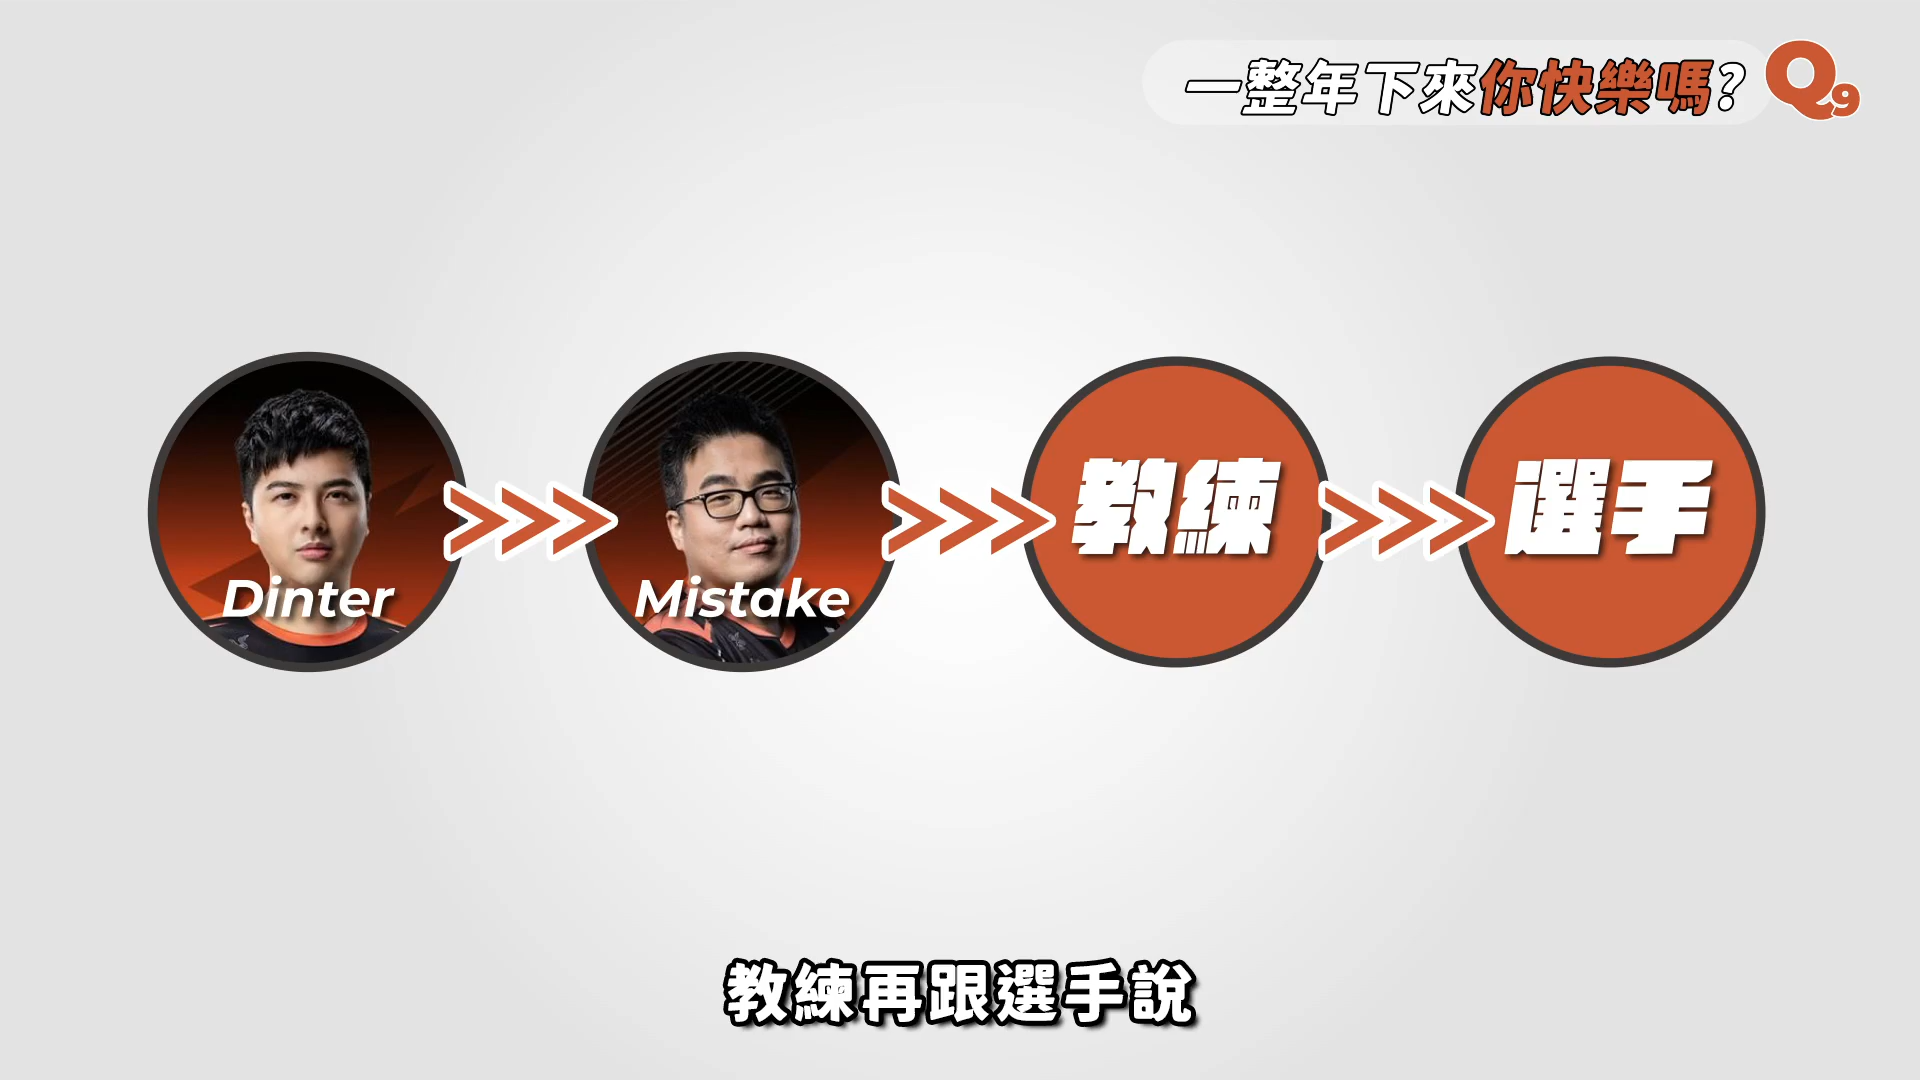 一整年下來你快樂嗎? Q9
Dinter
Mistake
教練
選手
教練再跟選手說